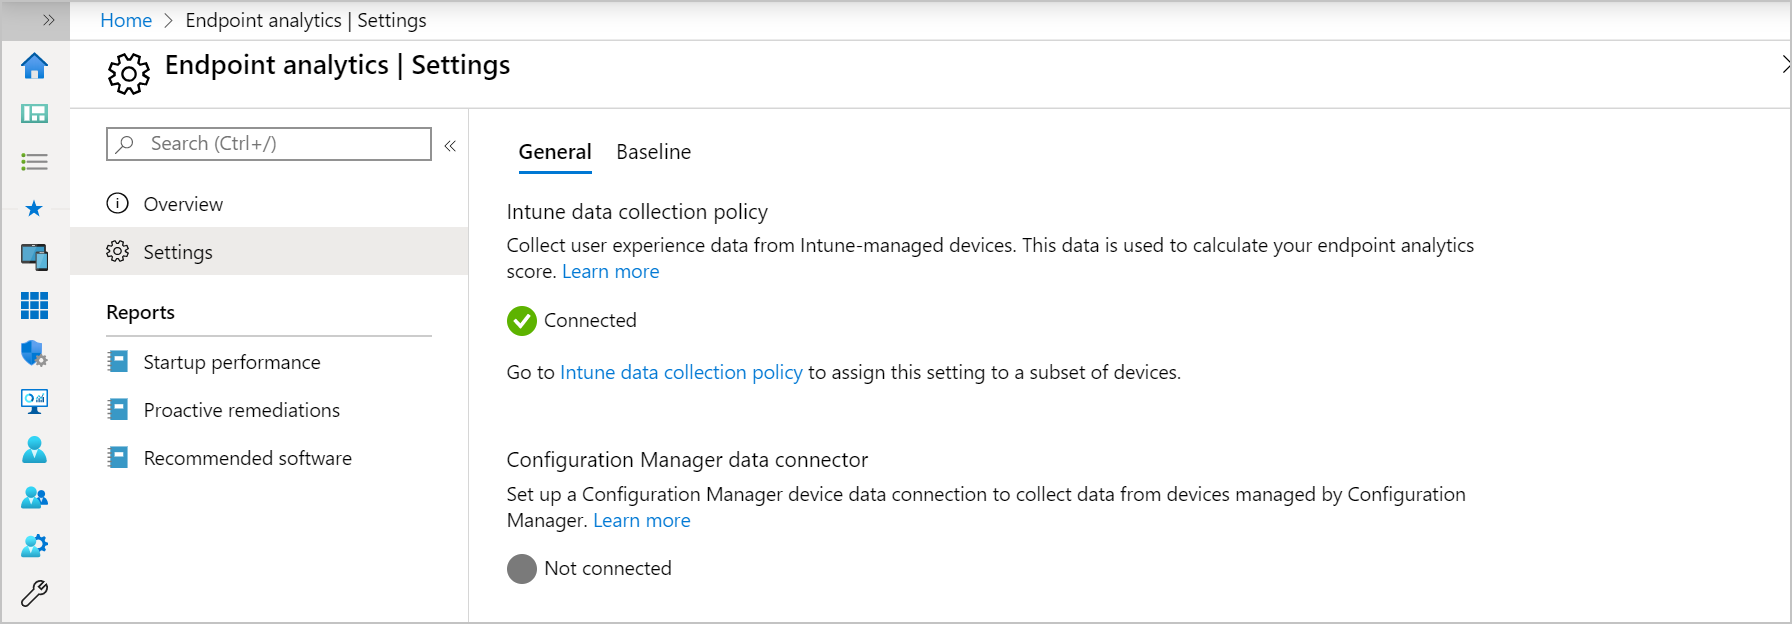 Home > Endpoint analytics | Settings
Endpoint analytics | Settings
Search (Ctrl+/)
Overview
Settings
Reports
Startup performance
Proactive remediations
Recommended software
General Baseline
Intune data collection policy
Collect user experience data from Intune-managed devices. This data is used to calculate your endpoint analytics
score. Learn more
Connected
Go to Intune data collection policy to assign this setting to a subset of devices.
Configuration Manager data connector
Set up a Configuration Manager device data connection to collect data from devices managed by Configuration
Manager. Learn more
Not connected